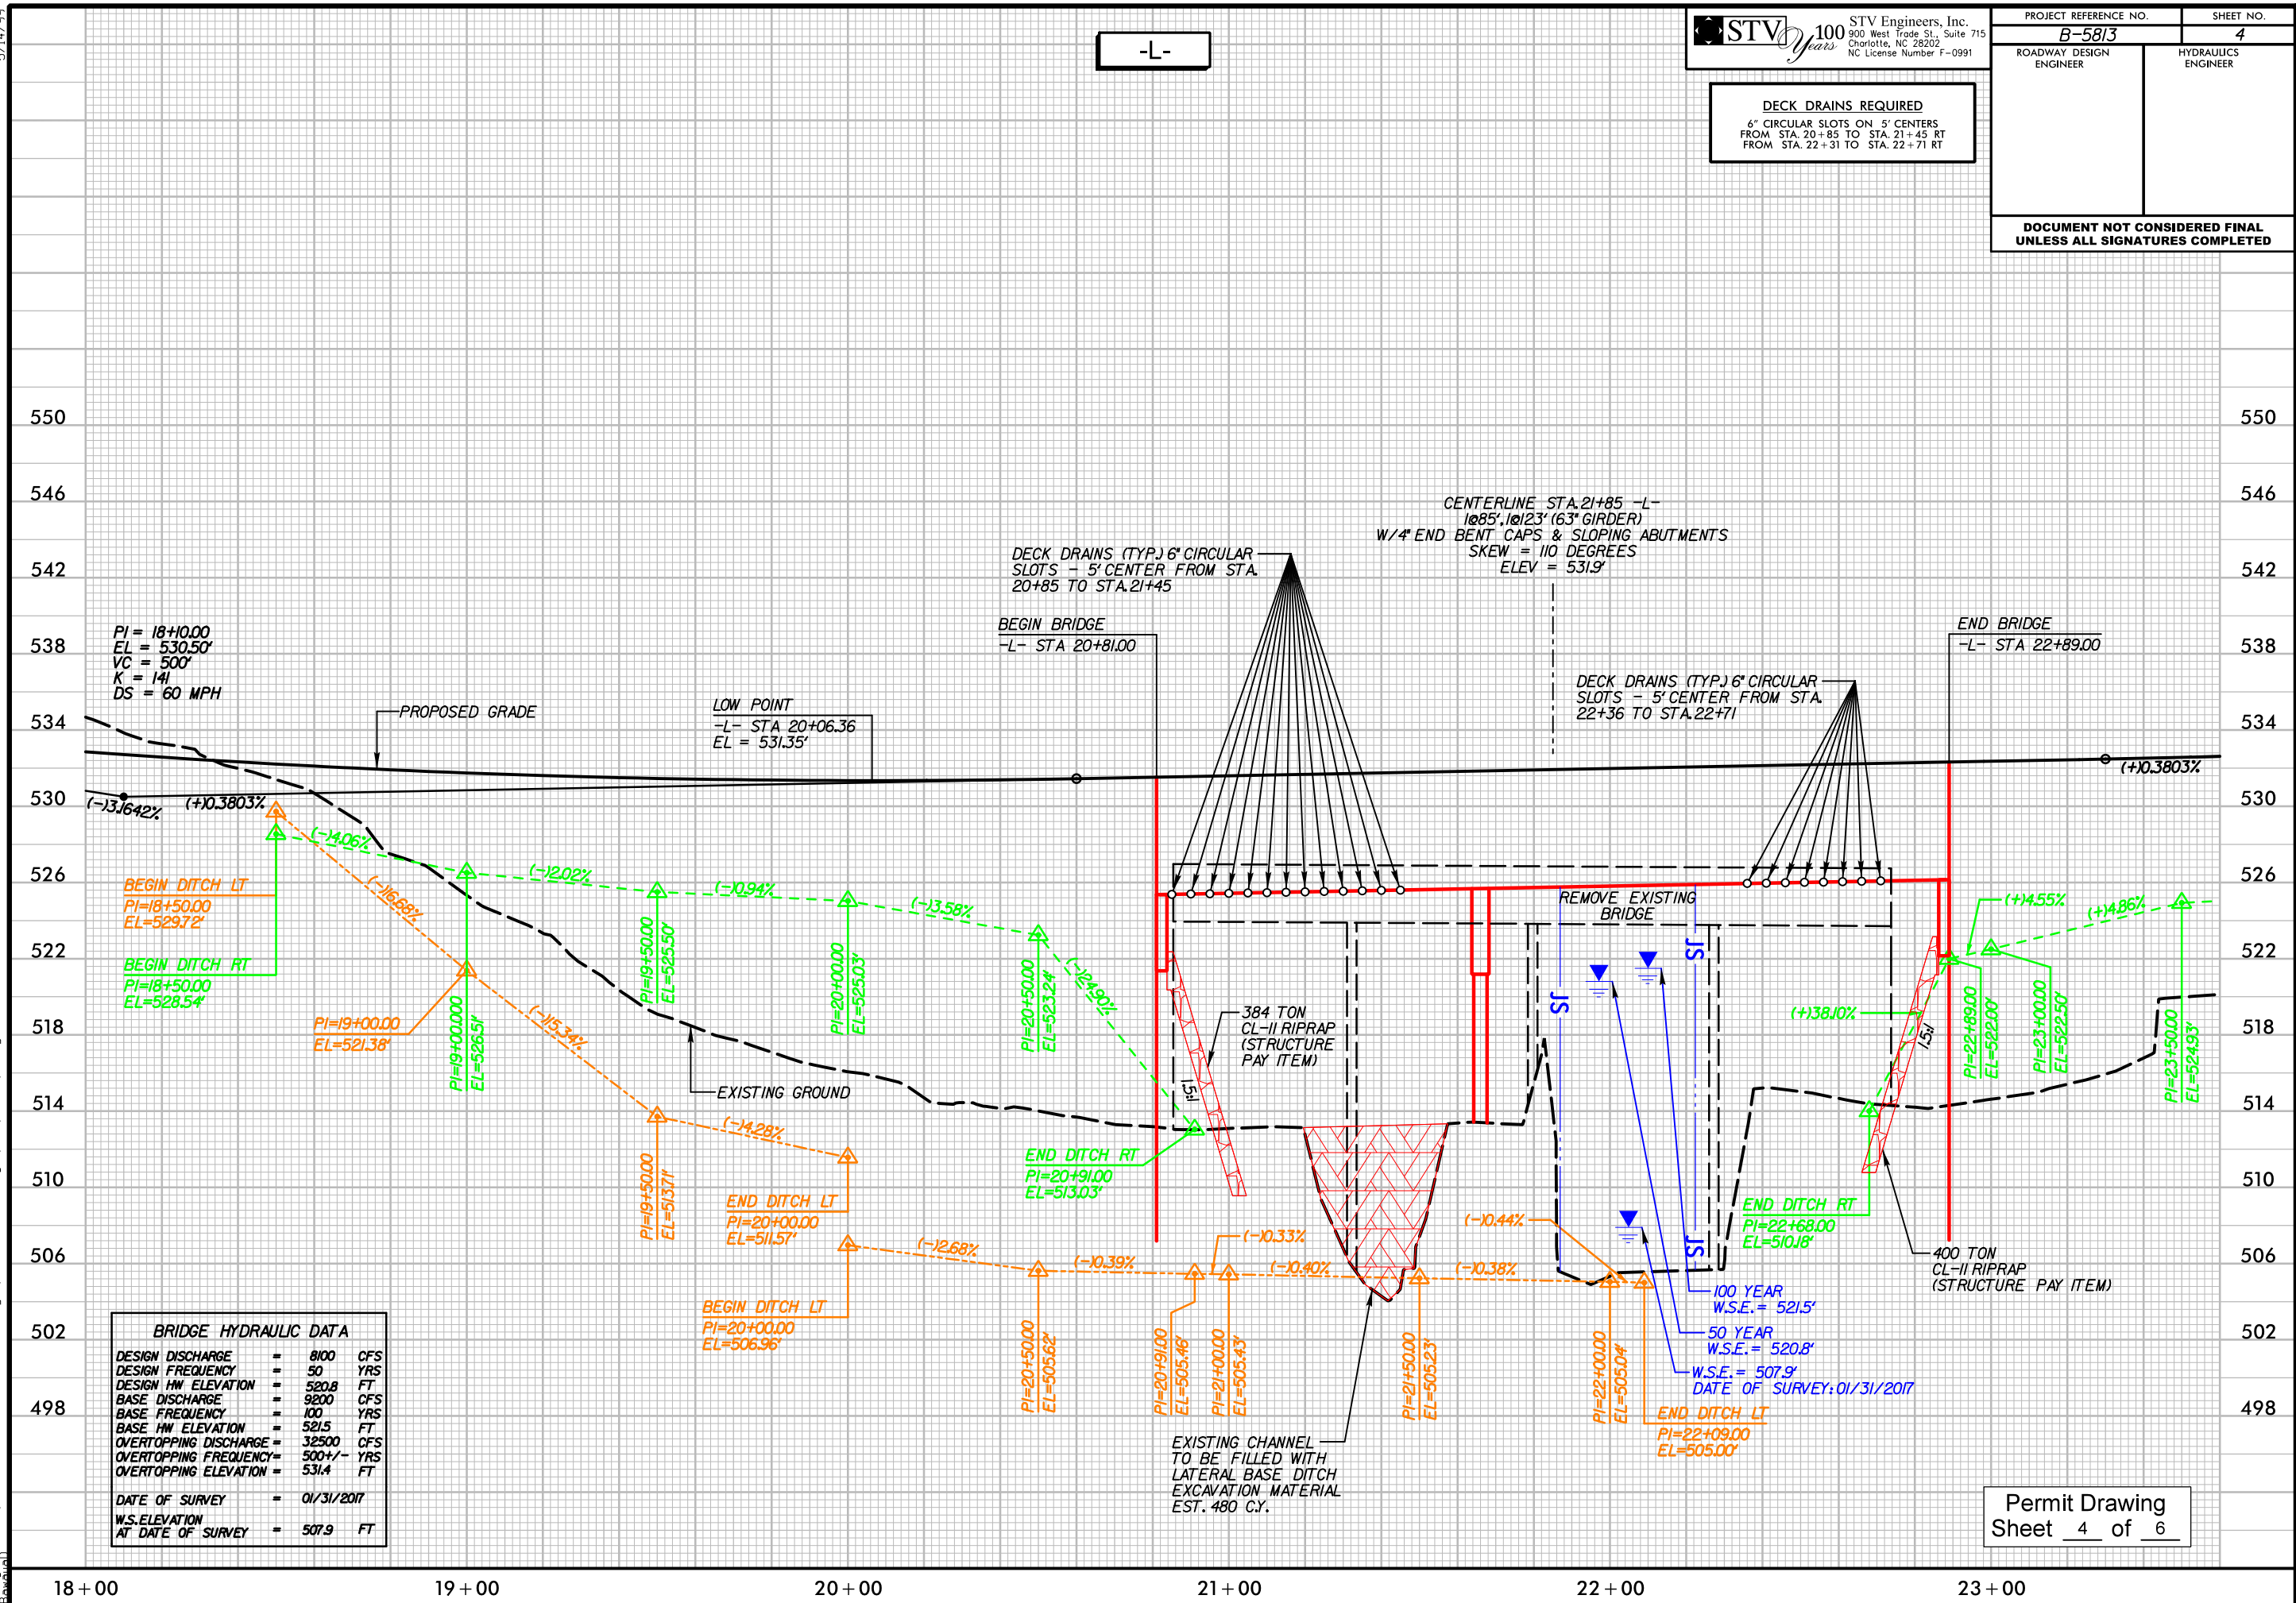 -L-
STV 100 Years
STV Engineers, Inc.
900 West Trade St., Suite 715
Charlotte, NC 28202
NC License Number F-0991
PROJECT REFERENCE NO.
SHEET NO.
B-5813
4
ROADWAY DESIGN
ENGINEER
HYDRAULICS
ENGINEER
DOCUMENT NOT CONSIDERED FINAL
UNLESS ALL SIGNATURES COMPLETED
DECK DRAINS REQUIRED
6" CIRCULAR SLOTS ON 5' CENTERS
FROM STA. 20+85 TO STA. 21+45 RT
FROM STA. 22+31 TO STA. 22+71 RT
550
546
542
538
534
530
526
522
518
514
510
506
502
498
550
546
542
538
534
530
526
522
518
514
510
506
502
498
CENTERLINE STA.21+85 -L-
1@85', 1@123' (63" GIRDER)
W/4" END BENT CAPS & SLOPING ABUTMENTS
SKEW = 110 DEGREES
ELEV = 531.9'
DECK DRAINS (TYP.) 6" CIRCULAR
SLOTS - 5' CENTER FROM STA.
20+85 TO STA.21+45
BEGIN BRIDGE
-L- STA 20+81.00
END BRIDGE
-L- STA 22+89.00
DECK DRAINS (TYP.) 6" CIRCULAR
SLOTS - 5' CENTER FROM STA.
22+36 TO STA.22+71
PI = 18+10.00
EL = 530.50'
VC = 500'
K = 141
DS = 60 MPH
PROPOSED GRADE
LOW POINT
-L- STA 20+06.36
EL = 531.35'
(-)3.1642%
(+)0.3803%
(+)0.3803%
(-)4.06%
(-)2.02%
(-)0.94%
(-)3.58%
(-)24.90%
(-)16.68%
(-)15.34%
(-)4.28%
BEGIN DITCH LT
PI=18+50.00
EL=529.72'
BEGIN DITCH RT
PI=18+50.00
EL=528.54'
PI=19+00.00
EL=521.38'
PI=19+00.000
EL=526.51'
PI=19+50.00
EL=525.50'
PI=20+00.00
EL=525.03'
PI=20+50.00
EL=523.24'
EXISTING GROUND
PI=19+50.00
EL=513.71'
END DITCH LT
PI=20+00.00
EL=511.57'
BEGIN DITCH LT
PI=20+00.00
EL=506.96'
(-)2.68%
(-)0.39%
(-)0.33%
(-)0.40%
(-)0.38%
(-)0.44%
PI=20+50.00
EL=505.62'
PI=20+91.00
EL=505.46'
PI=21+00.00
EL=505.43'
PI=21+50.00
EL=505.23'
PI=22+00.00
EL=505.04'
END DITCH LT
PI=22+09.00
EL=505.00'
END DITCH RT
PI=20+91.00
EL=513.03'
384 TON
CL-II RIPRAP
(STRUCTURE
PAY ITEM)
1.5:1
REMOVE EXISTING
BRIDGE
JS
JS
JS
(+)4.55%
(+)4.86%
(+)38.10%
1.5:1
PI=22+89.00
EL=522.00'
PI=23+00.00
EL=522.50'
PI=23+50.00
EL=524.93'
END DITCH RT
PI=22+68.00
EL=510.18'
400 TON
CL-II RIPRAP
(STRUCTURE PAY ITEM)
100 YEAR
W.S.E. = 521.5'
50 YEAR
W.S.E. = 520.8'
W.S.E. = 507.9'
DATE OF SURVEY: 01/31/2017
EXISTING CHANNEL
TO BE FILLED WITH
LATERAL BASE DITCH
EXCAVATION MATERIAL
EST. 480 C.Y.
BRIDGE HYDRAULIC DATA
DESIGN DISCHARGE = 8100 CFS
DESIGN FREQUENCY = 50 YRS
DESIGN HW ELEVATION = 520.8 FT
BASE DISCHARGE = 9200 CFS
BASE FREQUENCY = 100 YRS
BASE HW ELEVATION = 521.5 FT
OVERTOPPING DISCHARGE = 32500 CFS
OVERTOPPING FREQUENCY= 500+/- YRS
OVERTOPPING ELEVATION = 531.4 FT
DATE OF SURVEY = 01/31/2017
W.S.ELEVATION
AT DATE OF SURVEY = 507.9 FT
Permit Drawing
Sheet 4 of 6
18+00
19+00
20+00
21+00
22+00
23+00